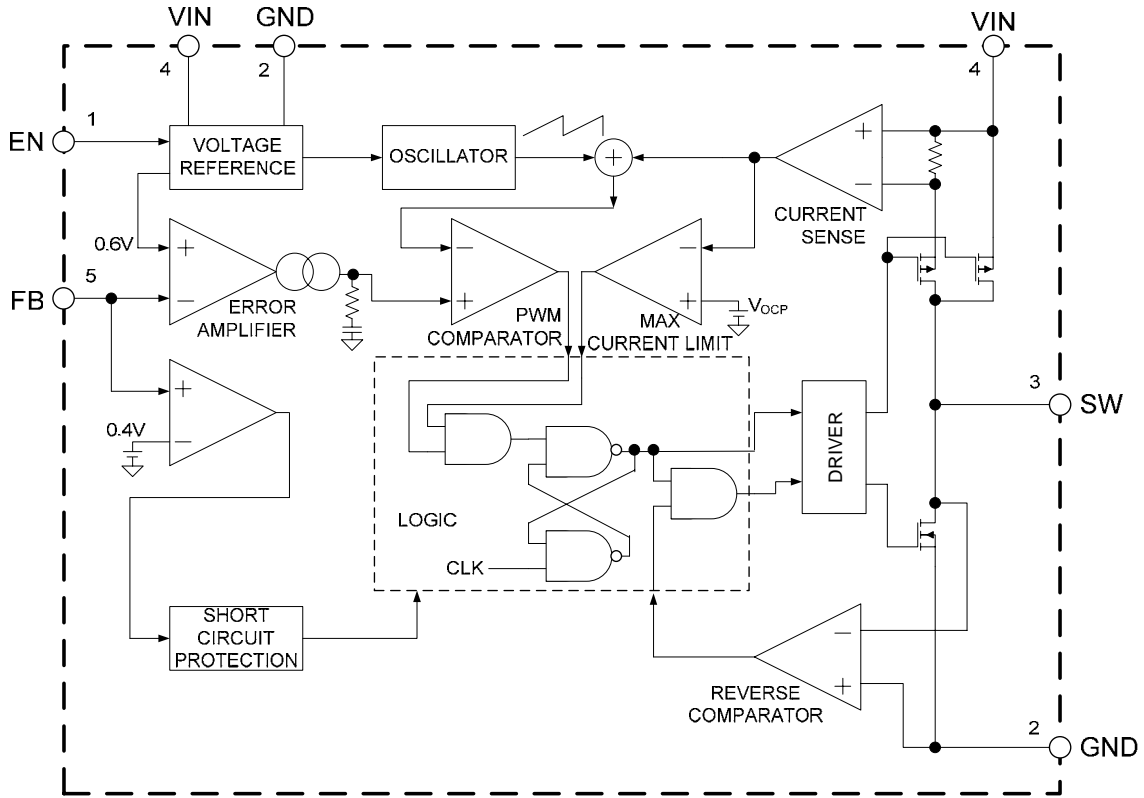 VIN
GND
VIN
4
2
4
EN
1
VOLTAGE
REFERENCE
OSCILLATOR
+
+
−
CURRENT
SENSE
0.6V
+
−
ERROR
AMPLIFIER
5
FB
−
+
PWM
COMPARATOR
−
+
MAX
CURRENT LIMIT
VOCP
+
−
0.4V
3
SW
DRIVER
LOGIC
CLK
SHORT
CIRCUIT
PROTECTION
−
+
REVERSE
COMPARATOR
2
GND